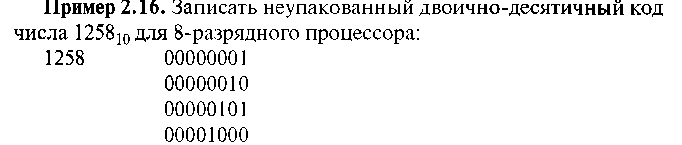 Пример 2.16. Записать неупакованный двоично-десятичный код
числа 1258₁₀ для 8-разрядного процессора:
1258 00000001
00000010
00000101
00001000